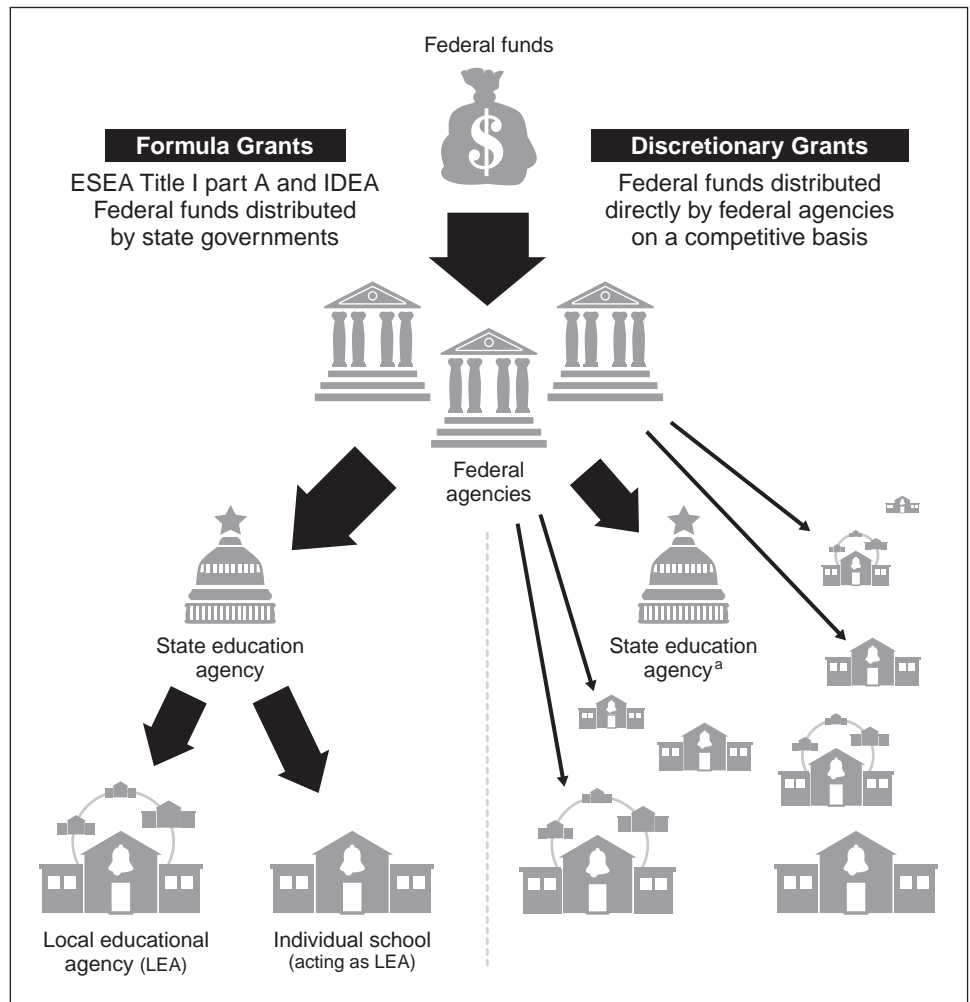 Federal funds
$
Formula Grants
ESEA Title I part A and IDEA
Federal funds distributed
by state governments
Discretionary Grants
Federal funds distributed
directly by federal agencies
on a competitive basis
Federal
agencies
State education
agency
State education
agencyᵃ
Local educational
agency (LEA)
Individual school
(acting as LEA)